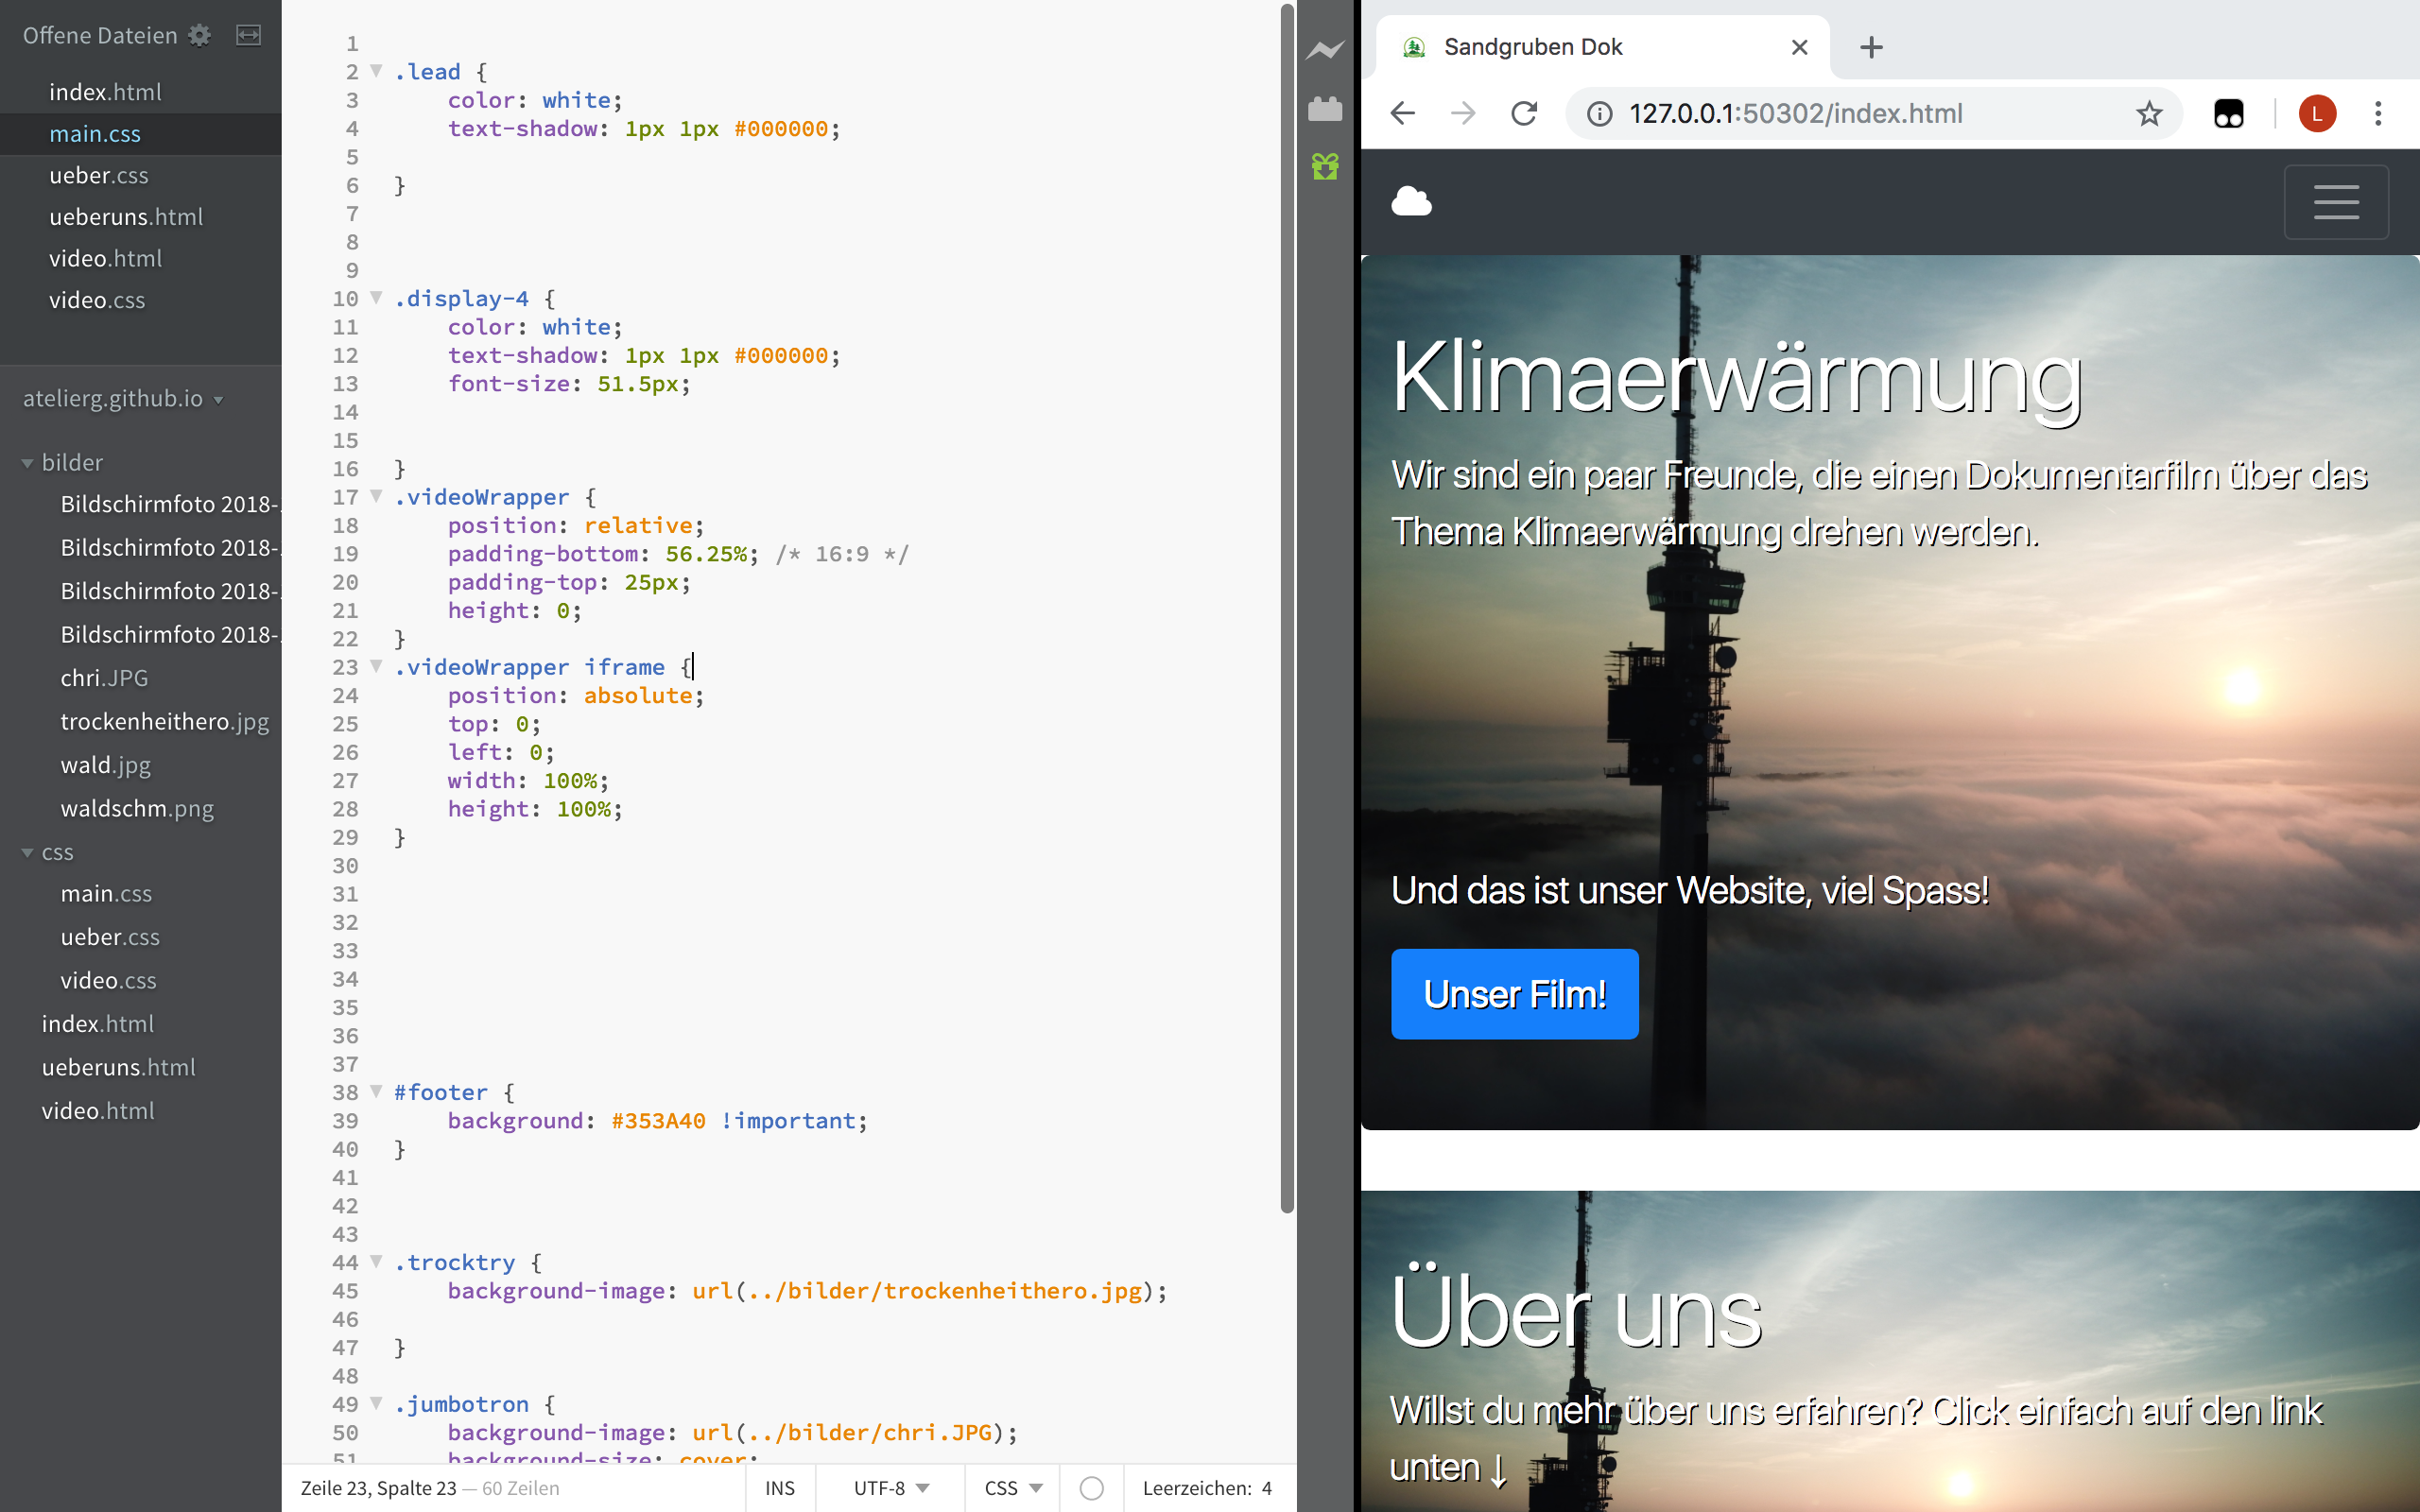 Offene Dateien
index.html
main.css
ueber.css
ueberuns.html
video.html
video.css
atelierg.github.io
bilder
Bildschirmfoto 2018-
Bildschirmfoto 2018-
Bildschirmfoto 2018-
Bildschirmfoto 2018-
chri.JPG
trockenheithero.jpg
wald.jpg
waldschm.png
css
main.css
ueber.css
video.css
index.html
ueberuns.html
video.html
1
2 .lead {
3 color: white;
4 text-shadow: 1px 1px #000000;
5
6 }
7
8
9
10 .display-4 {
11 color: white;
12 text-shadow: 1px 1px #000000;
13 font-size: 51.5px;
14
15
16 }
17 .videoWrapper {
18 position: relative;
19 padding-bottom: 56.25%; /* 16:9 */
20 padding-top: 25px;
21 height: 0;
22 }
23 .videoWrapper iframe {
24 position: absolute;
25 top: 0;
26 left: 0;
27 width: 100%;
28 height: 100%;
29 }
30
31
32
33
34
35
36
37
38 #footer {
39 background: #353A40 !important;
40 }
41
42
43
44 .trocktry {
45 background-image: url(../bilder/trockenheithero.jpg);
46
47 }
48
49 .jumbotron {
50 background-image: url(../bilder/chri.JPG);
51 background-size: cover;
Zeile 23, Spalte 23 — 60 Zeilen
INS
UTF-8
CSS
Leerzeichen: 4
Sandgruben Dok
127.0.0.1:50302/index.html
L
Klimaerwärmung
Wir sind ein paar Freunde, die einen Dokumentarfilm über das
Thema Klimaerwärmung drehen werden.
Und das ist unser Website, viel Spass!
Unser Film!
Über uns
Willst du mehr über uns erfahren? Click einfach auf den link
unten ↓